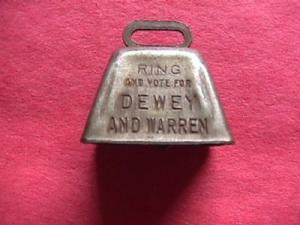 RING
AND VOTE FOR
DEWEY
AND WARREN